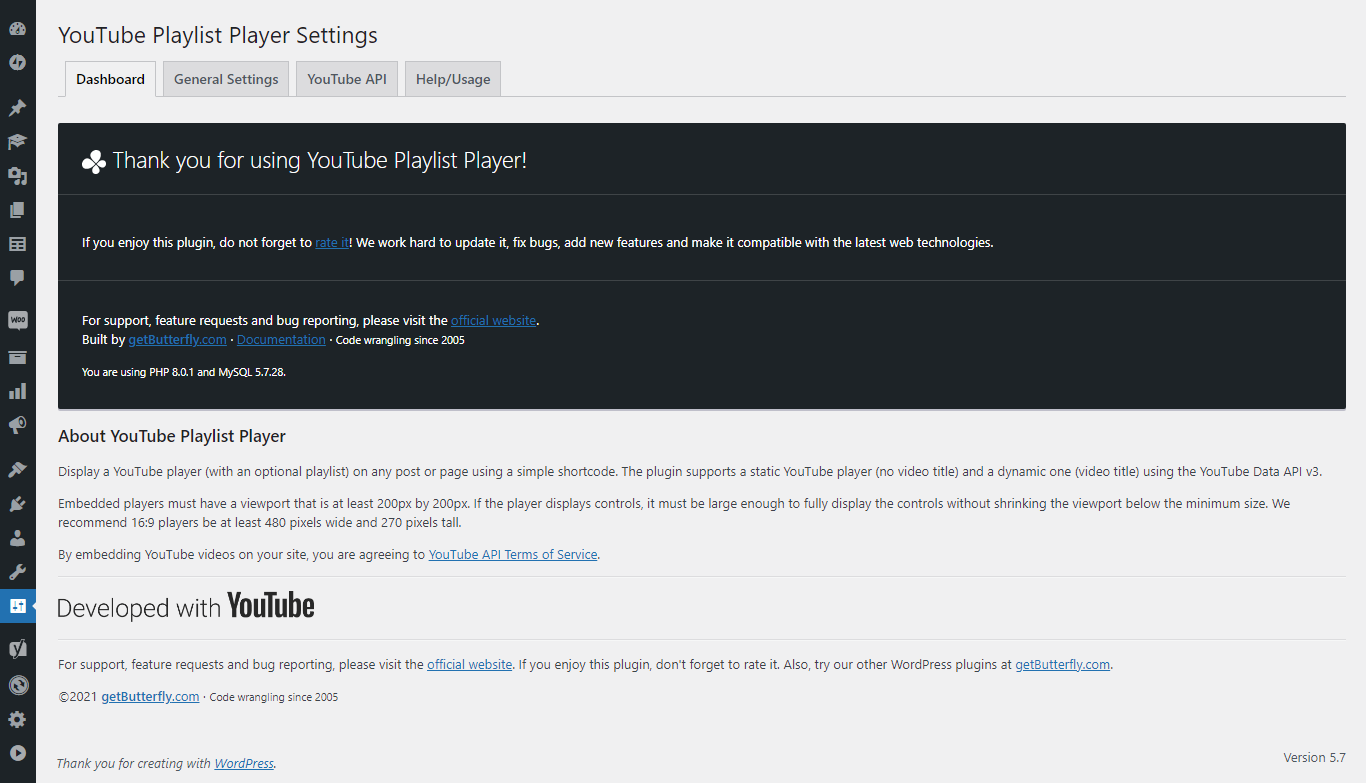 YouTube Playlist Player Settings
Dashboard
General Settings
YouTube API
Help/Usage
Thank you for using YouTube Playlist Player!
If you enjoy this plugin, do not forget to rate it! We work hard to update it, fix bugs, add new features and make it compatible with the latest web technologies.
For support, feature requests and bug reporting, please visit the official website.
Built by getButterfly.com · Documentation · Code wrangling since 2005
You are using PHP 8.0.1 and MySQL 5.7.28.
About YouTube Playlist Player
Display a YouTube player (with an optional playlist) on any post or page using a simple shortcode. The plugin supports a static YouTube player (no video title) and a dynamic one (video title) using the YouTube Data API v3.
Embedded players must have a viewport that is at least 200px by 200px. If the player displays controls, it must be large enough to fully display the controls without shrinking the viewport below the minimum size. We
recommend 16:9 players be at least 480 pixels wide and 270 pixels tall.
By embedding YouTube videos on your site, you are agreeing to YouTube API Terms of Service.
Developed with YouTube
For support, feature requests and bug reporting, please visit the official website. If you enjoy this plugin, don't forget to rate it. Also, try our other WordPress plugins at getButterfly.com.
©2021 getButterfly.com · Code wrangling since 2005
Thank you for creating with WordPress.
Version 5.7
WOO